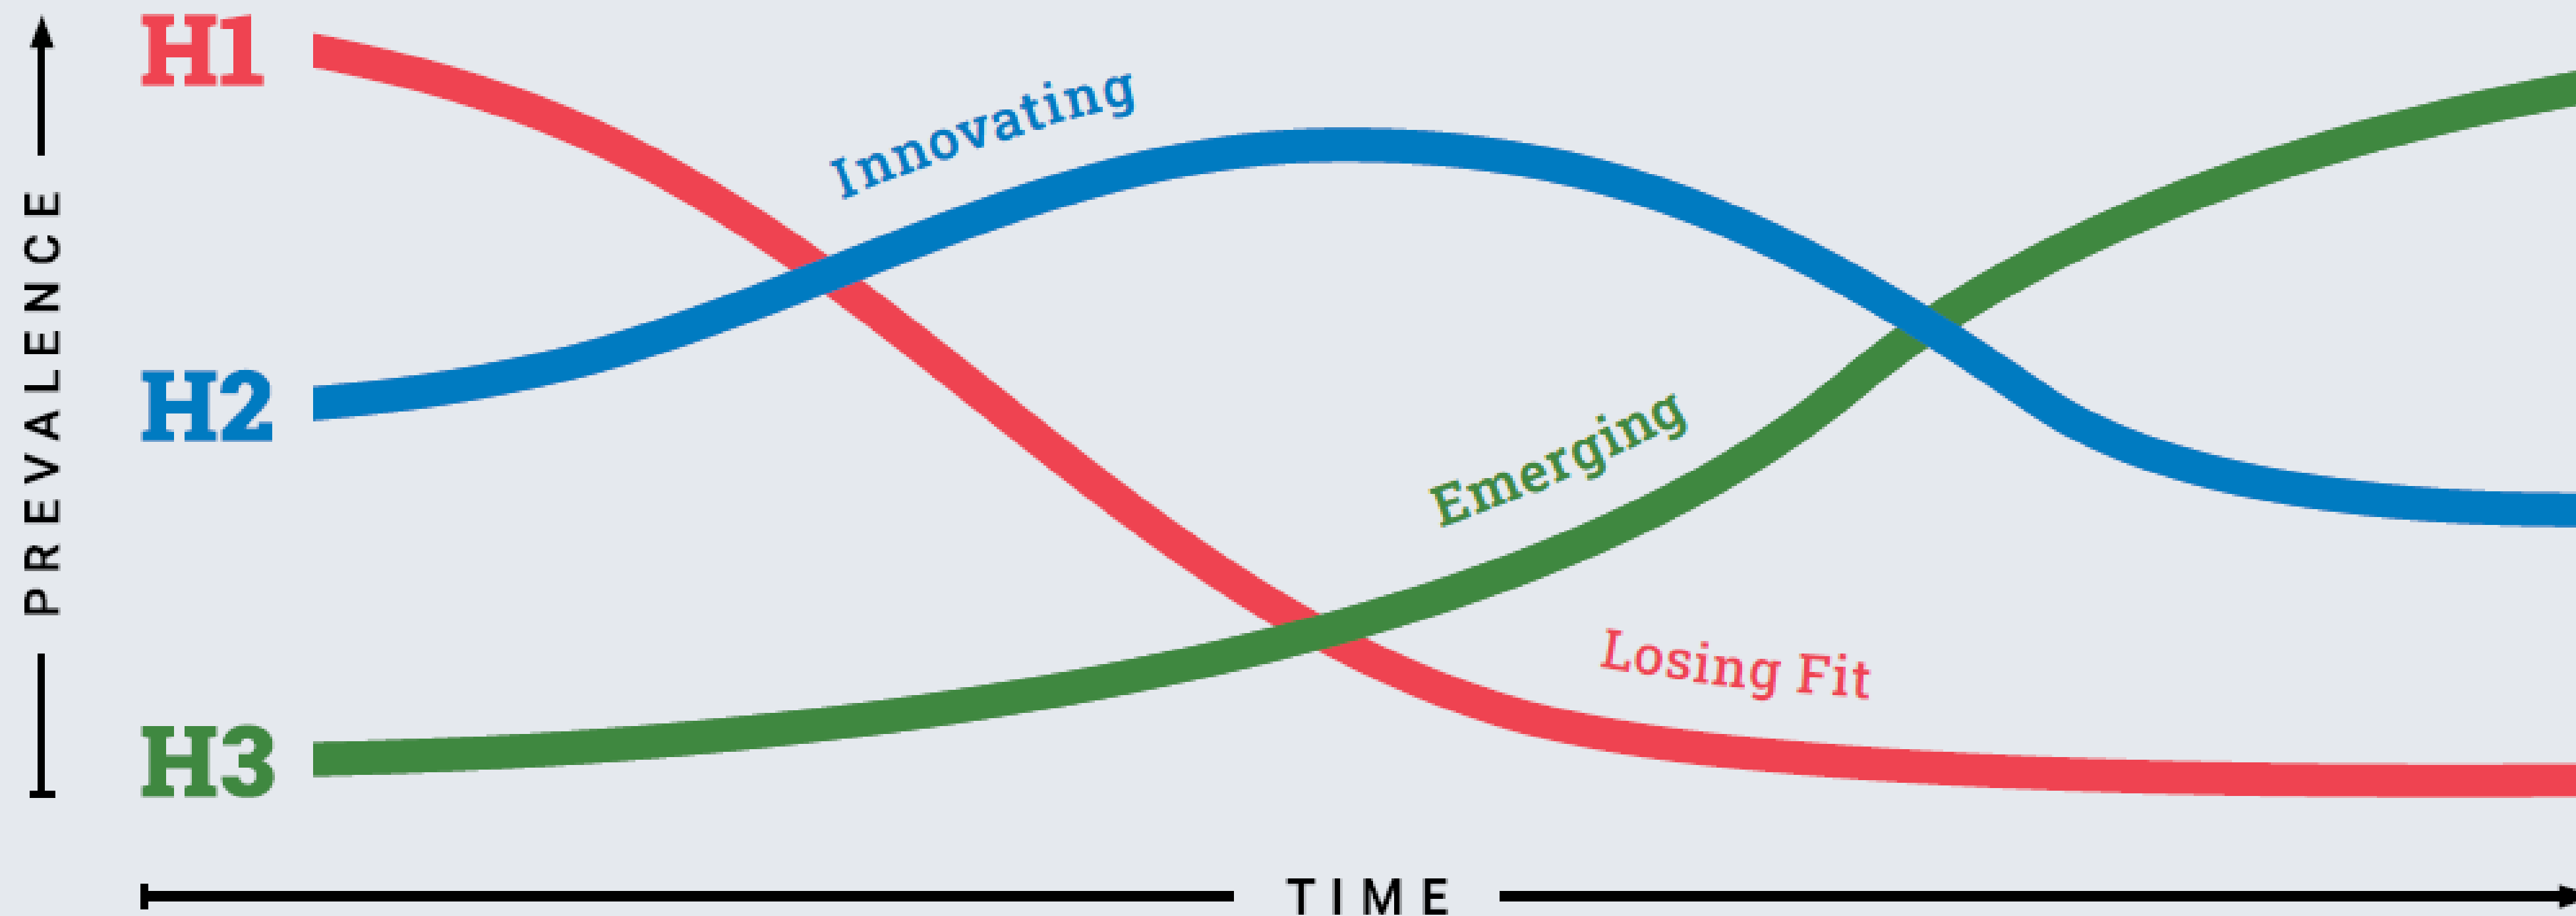 H1
Innovating
PREVALENCE
H2
Emerging
Losing Fit
H3
TIME